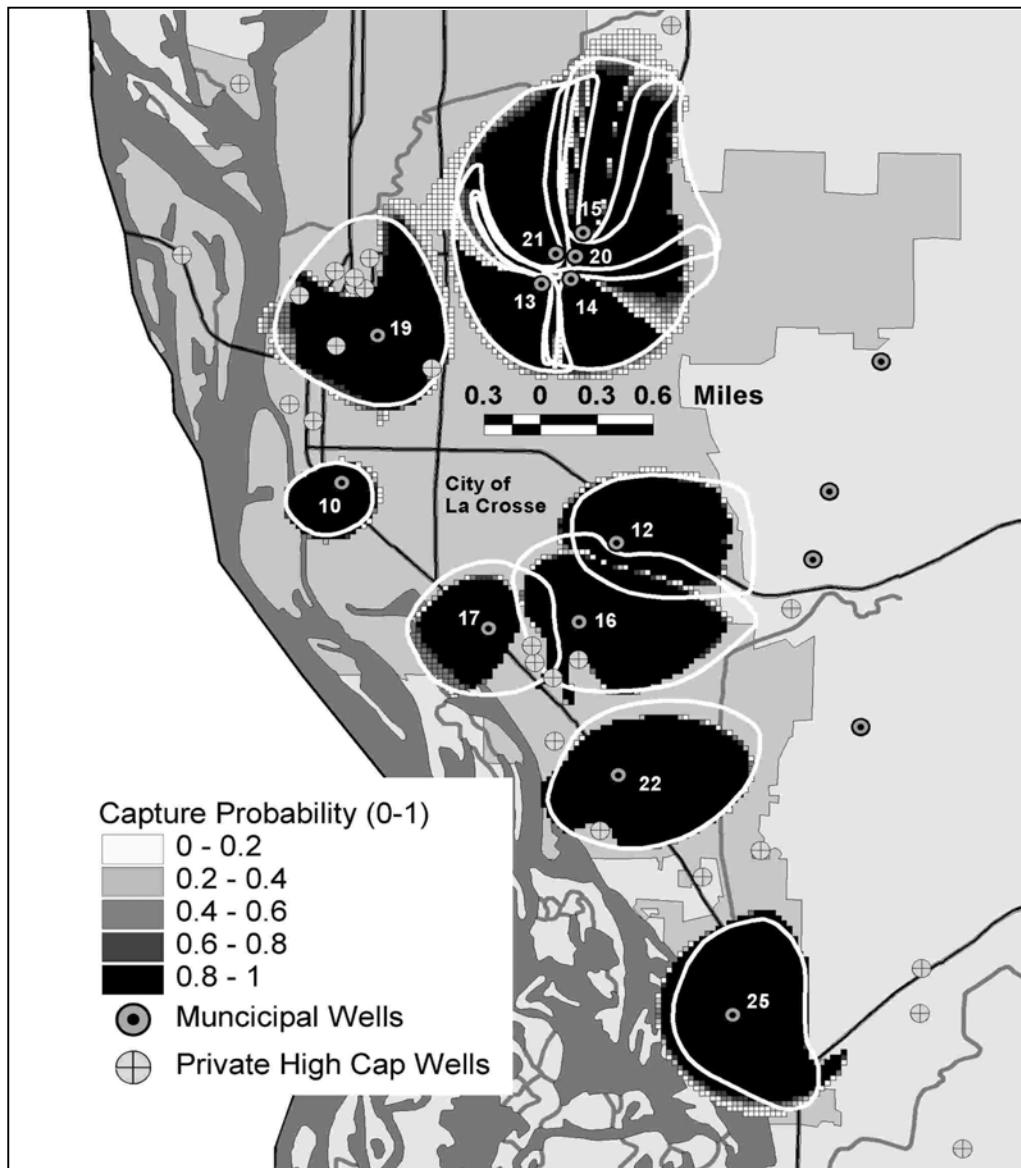 15
21
20
13
14
19
0.3 0 0.3 0.6 Miles
City of
La Crosse
10
12
17
16
22
Capture Probability (0-1)
0 - 0.2
0.2 - 0.4
0.4 - 0.6
0.6 - 0.8
0.8 - 1
Muncicipal Wells
Private High Cap Wells
25